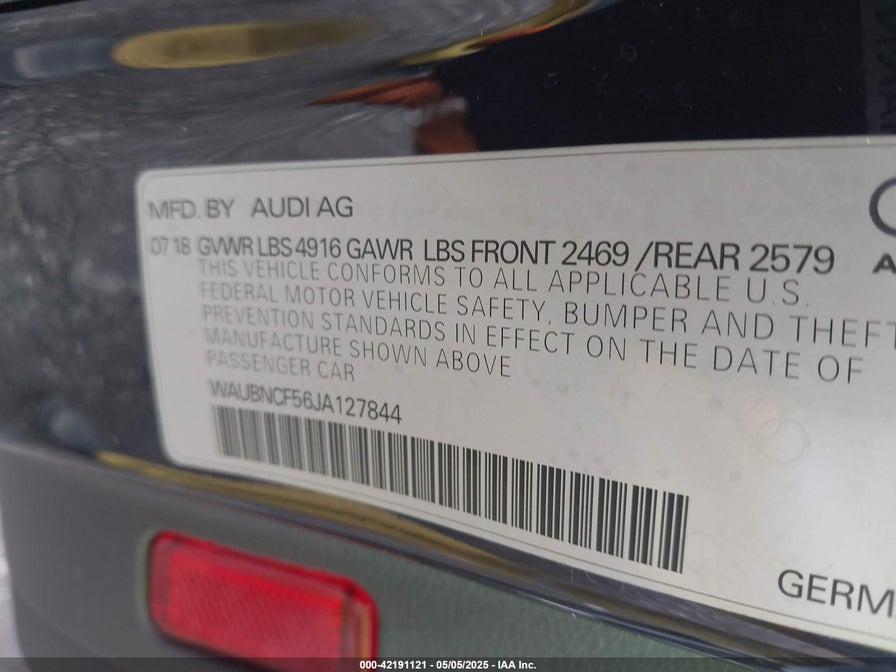 MFD. BY AUDI AG
07 18 GVWR LBS 4916 GAWR LBS FRONT 2469 /REAR 2579
THIS VEHICLE CONFORMS TO ALL APPLICABLE U.S.
FEDERAL MOTOR VEHICLE SAFETY, BUMPER AND THEFT
PREVENTION STANDARDS IN EFFECT ON THE DATE OF
MANUFACTURE SHOWN ABOVE
PASSENGER CAR
WAUBNCF56JA127844
GERM
000-42191121 - 05/05/2025 - IAA Inc.